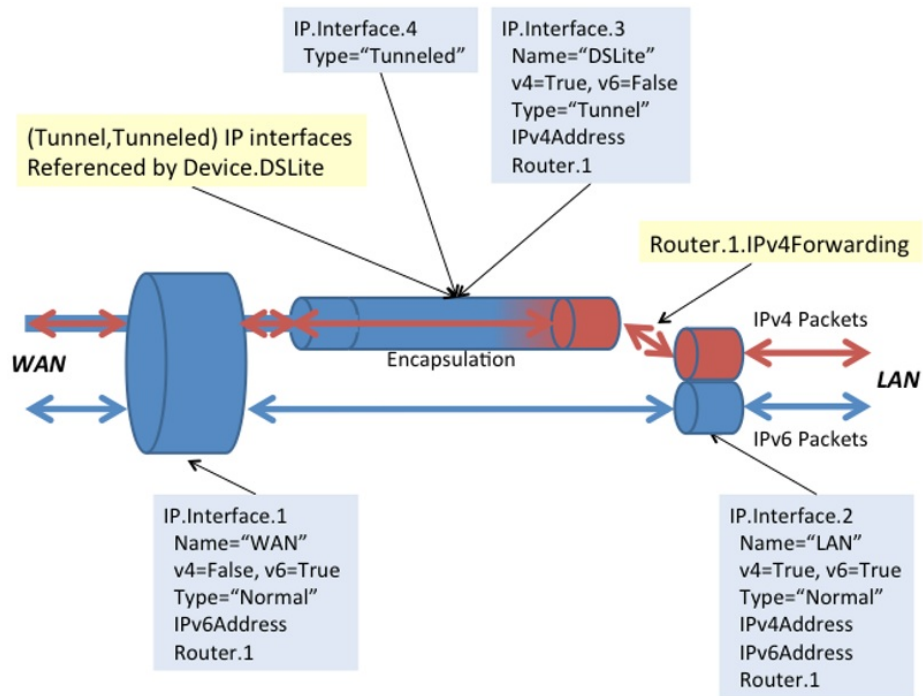 IP.Interface.4
Type=“Tunneled”
IP.Interface.3
Name=“DSLite”
v4=True, v6=False
Type=“Tunnel”
IPv4Address
Router.1
(Tunnel,Tunneled) IP interfaces
Referenced by Device.DSLite
Router.1.IPv4Forwarding
WAN
Encapsulation
IPv4 Packets
LAN
IPv6 Packets
IP.Interface.1
Name=“WAN”
v4=False, v6=True
Type=“Normal”
IPv6Address
Router.1
IP.Interface.2
Name=“LAN”
v4=True, v6=True
Type=“Normal”
IPv4Address
IPv6Address
Router.1